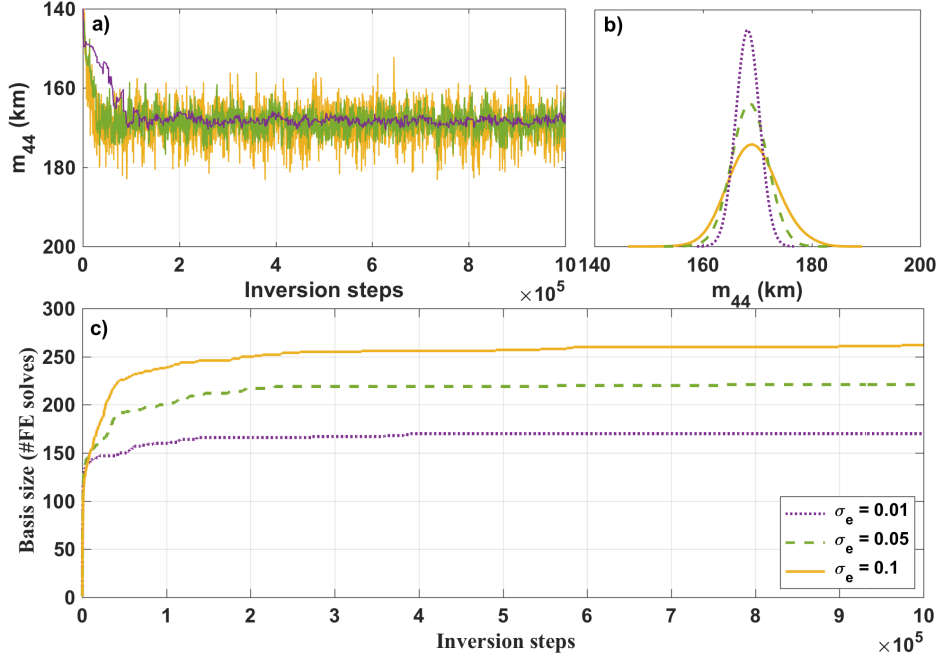 a)
140
160
180
200
m44 (km)
0 2 4 6 8 10
Inversion steps
×10^5
b)
140 160 180 200
m44 (km)
c)
300
250
200
150
100
50
0
Basis size (#FE solves)
σe = 0.01
σe = 0.05
σe = 0.1
0 1 2 3 4 5 6 7 8 9 10
Inversion steps
×10^5